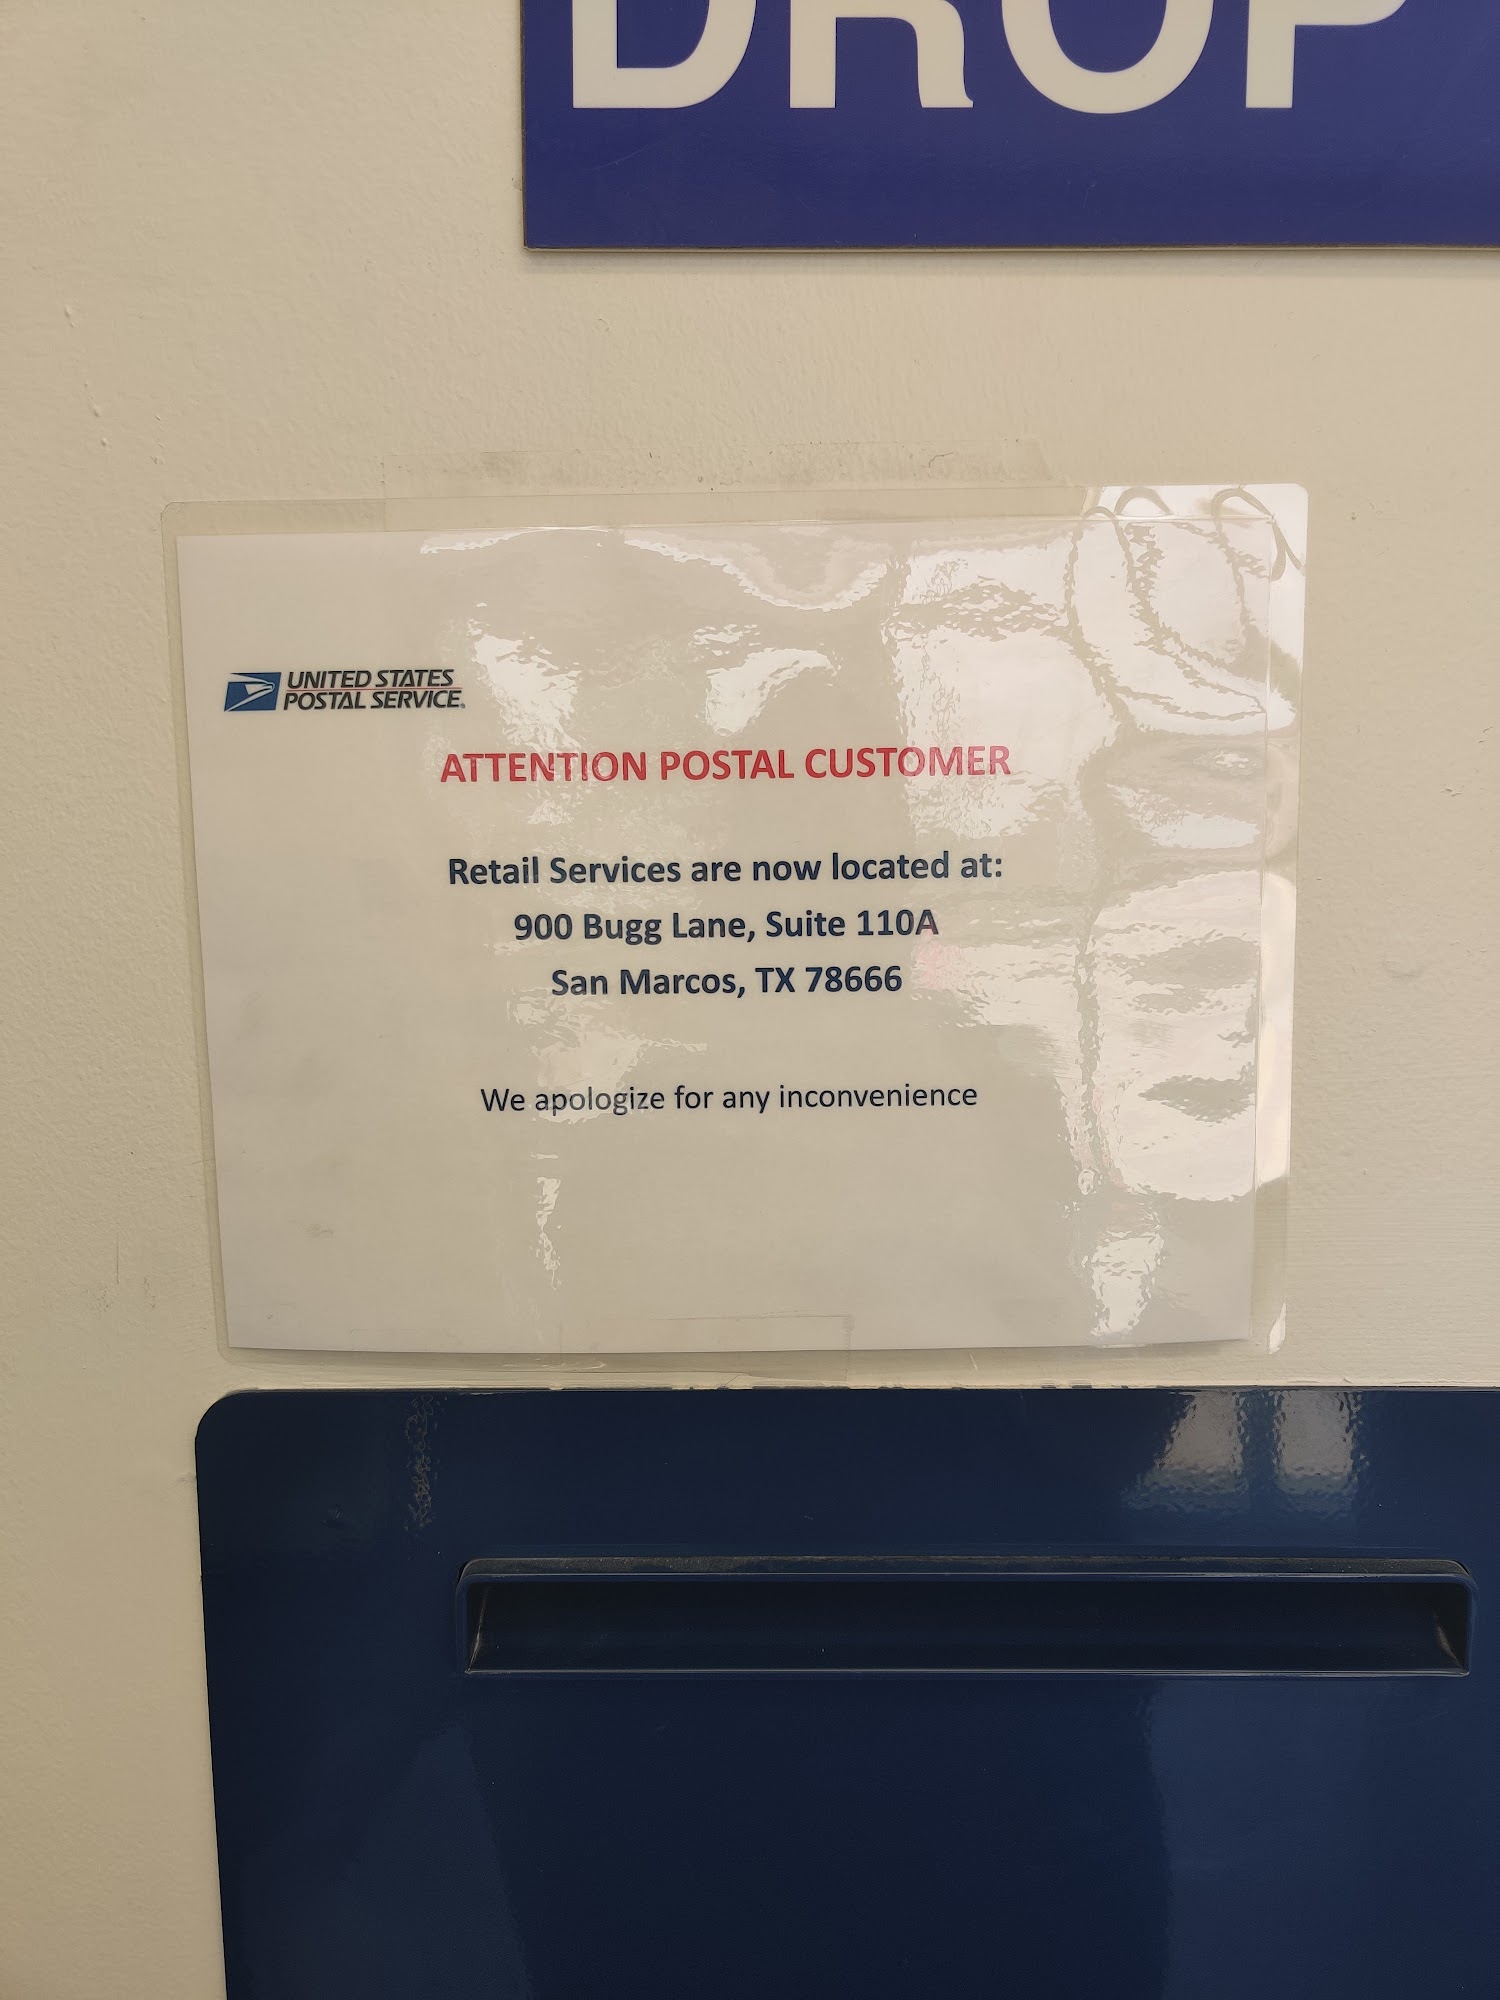 DROP
UNITED STATES
POSTAL SERVICE®
ATTENTION POSTAL CUSTOMER
Retail Services are now located at:
900 Bugg Lane, Suite 110A
San Marcos, TX 78666
We apologize for any inconvenience